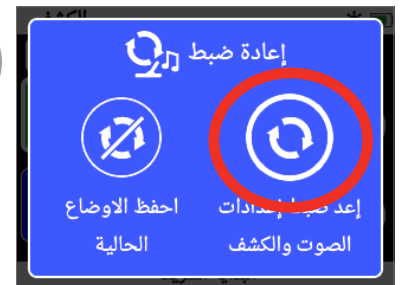 إعادة ضبط
إعد ضبط إعدادات
الصوت والكشف
احفظ الاوضاع
الحالية